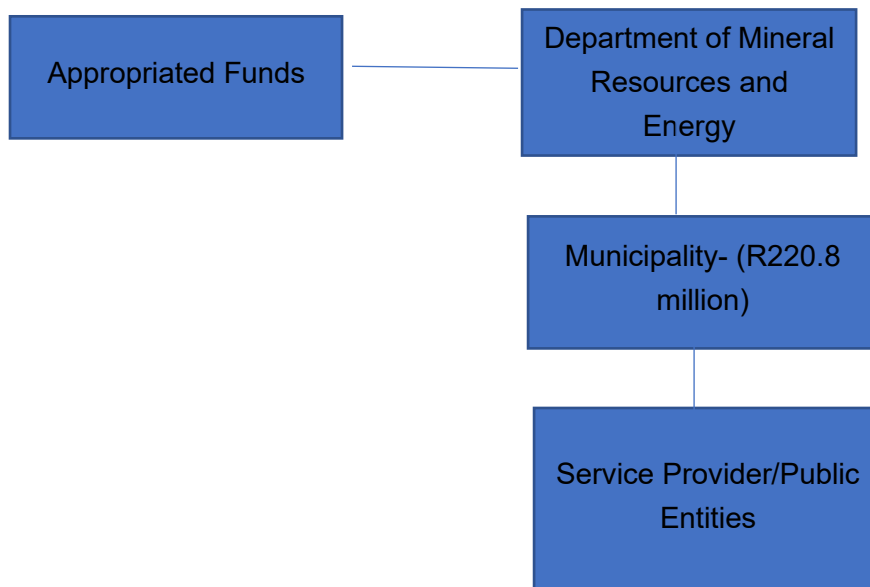 Appropriated Funds
Department of Mineral
Resources and
Energy
Municipality- (R220.8
million)
Service Provider/Public
Entities